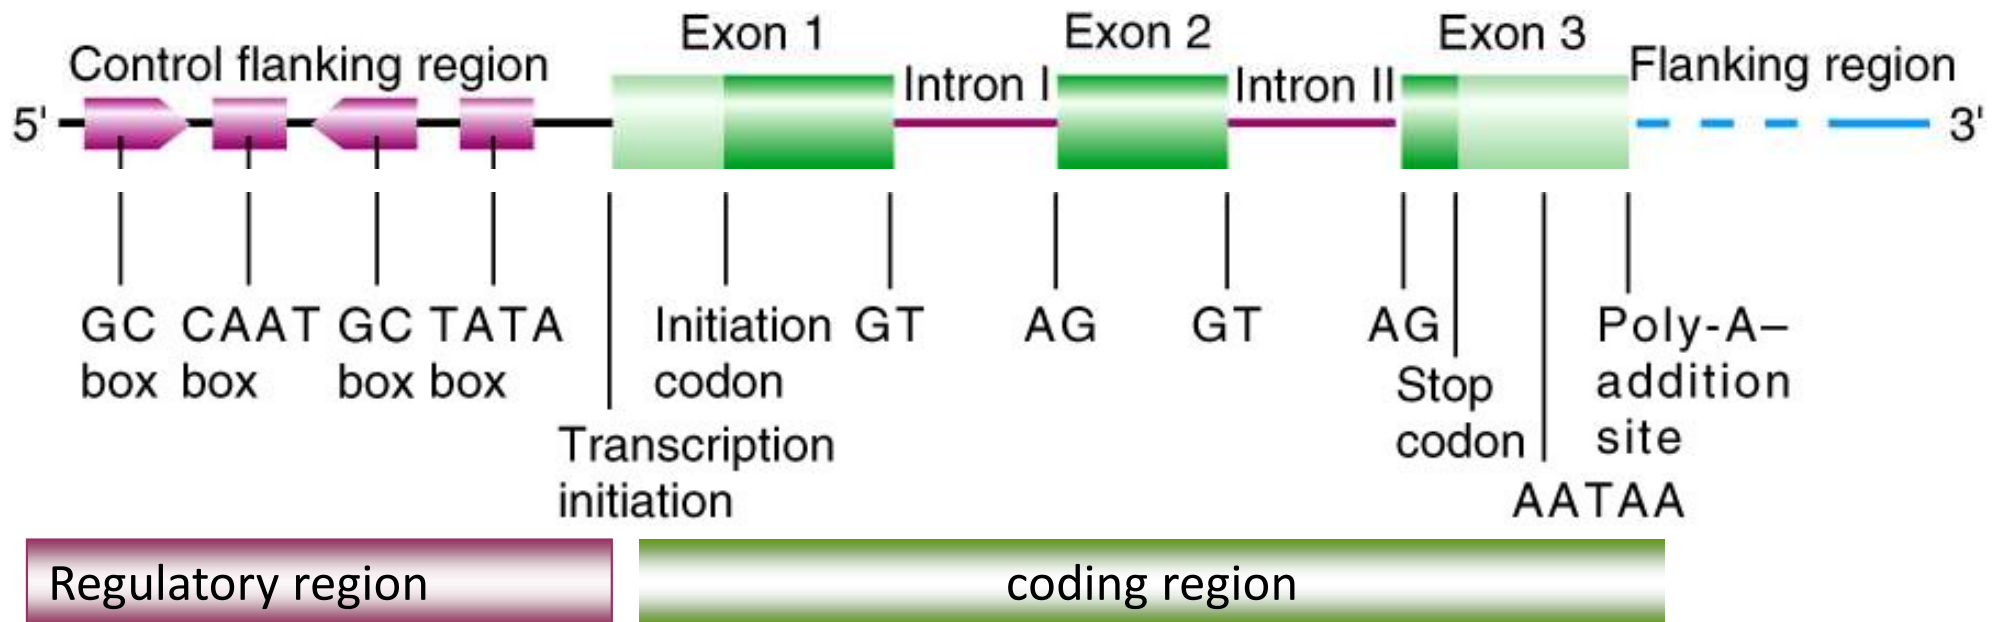 Exon 1
Exon 2
Exon 3
Control flanking region
Intron I
Intron II
Flanking region
5'
3'
GC box
CAAT box
GC box
TATA box
Transcription
initiation
Initiation
codon
GT
AG
GT
AG
Stop
codon
AATAA
Poly-A–
addition
site
Regulatory region
coding region